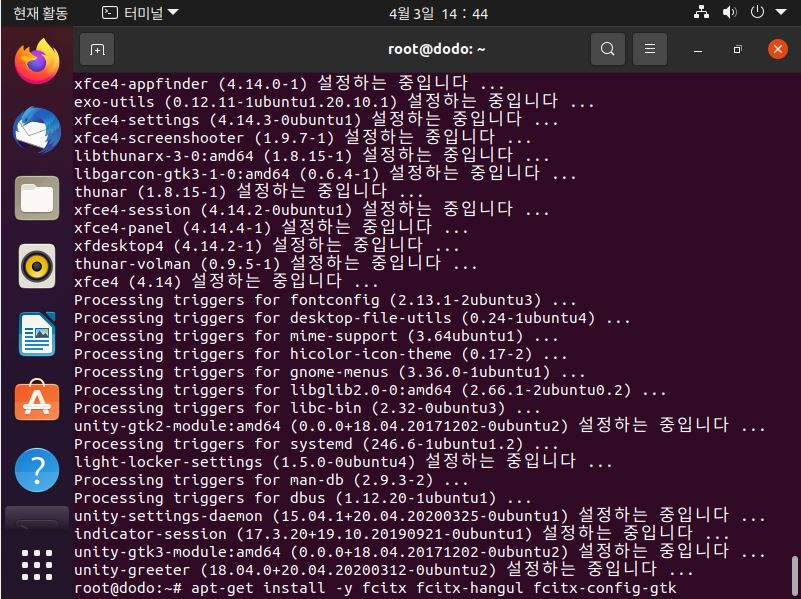 현재 활동
터미널
4월 3일 14 : 44
root@dodo: ~
xfce4-appfinder (4.14.0-1) 설정하는 중입니다 ...
exo-utils (0.12.11-1ubuntu1.20.10.1) 설정하는 중입니다 ...
xfce4-settings (4.14.3-0ubuntu1) 설정하는 중입니다 ...
xfce4-screenshooter (1.9.7-1) 설정하는 중입니다 ...
libthunarx-3-0:amd64 (1.8.15-1) 설정하는 중입니다 ...
libgarcon-gtk3-1-0:amd64 (0.6.4-1) 설정하는 중입니다 ...
thunar (1.8.15-1) 설정하는 중입니다 ...
xfce4-session (4.14.2-0ubuntu1) 설정하는 중입니다 ...
xfce4-panel (4.14.4-1) 설정하는 중입니다 ...
xfdesktop4 (4.14.2-1) 설정하는 중입니다 ...
thunar-volman (0.9.5-1) 설정하는 중입니다 ...
xfce4 (4.14) 설정하는 중입니다 ...
Processing triggers for fontconfig (2.13.1-2ubuntu3) ...
Processing triggers for desktop-file-utils (0.24-1ubuntu4) ...
Processing triggers for mime-support (3.64ubuntu1) ...
Processing triggers for hicolor-icon-theme (0.17-2) ...
Processing triggers for gnome-menus (3.36.0-1ubuntu1) ...
Processing triggers for libglib2.0-0:amd64 (2.66.1-2ubuntu0.2) ...
Processing triggers for libc-bin (2.32-0ubuntu3) ...
unity-gtk2-module:amd64 (0.0.0+18.04.20171202-0ubuntu2) 설정하는 중입니다 ...
Processing triggers for systemd (246.6-1ubuntu1.2) ...
light-locker-settings (1.5.0-0ubuntu4) 설정하는 중입니다 ...
Processing triggers for man-db (2.9.3-2) ...
Processing triggers for dbus (1.12.20-1ubuntu1) ...
unity-settings-daemon (15.04.1+20.04.20200325-0ubuntu1) 설정하는 중입니다 ...
indicator-session (17.3.20+19.10.20190921-0ubuntu1) 설정하는 중입니다 ...
unity-gtk3-module:amd64 (0.0.0+18.04.20171202-0ubuntu2) 설정하는 중입니다 ...
unity-greeter (18.04.0+20.04.20200312-0ubuntu2) 설정하는 중입니다 ...
root@dodo:~# apt-get install -y fcitx fcitx-hangul fcitx-config-gtk